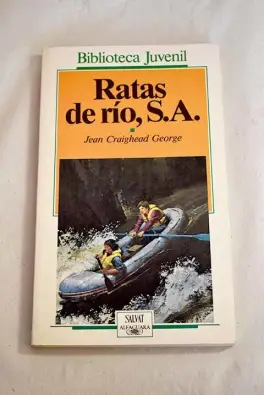 Biblioteca Juvenil
Ratas
de río, S.A.
Jean Craighead George
SALVAT
ALFAGUARA